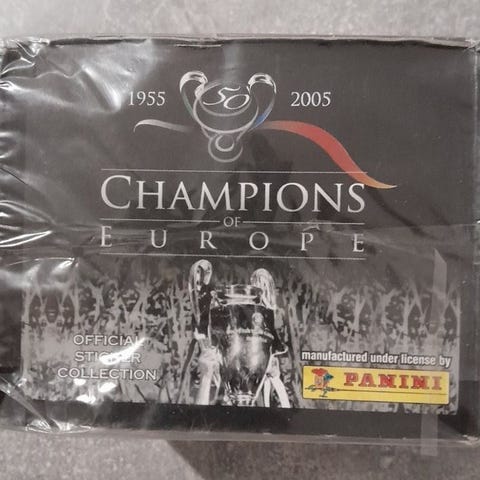 1955 50 2005
CHAMPIONS
OF
EUROPE
OFFICIAL
STICKER
COLLECTION
manufactured under license by
PANINI